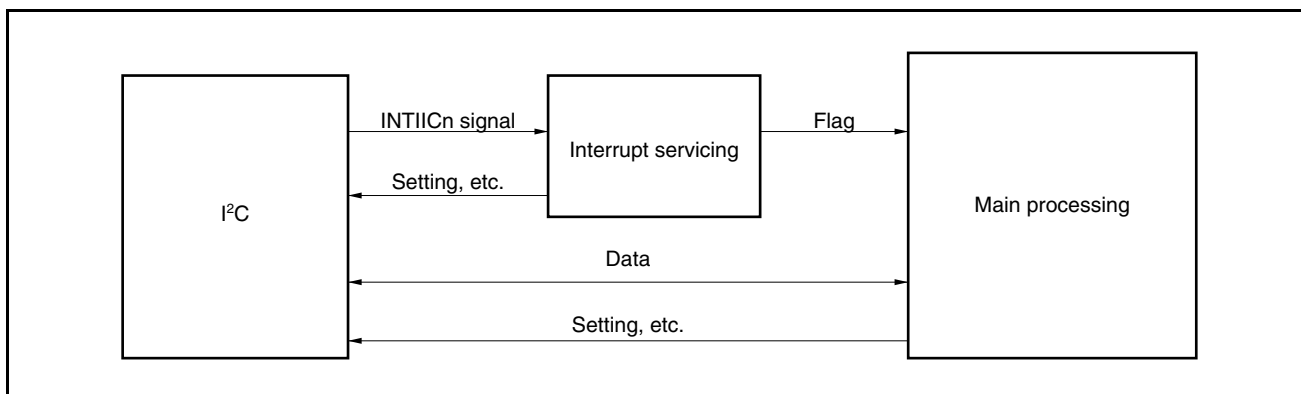 INTIICn signal
Flag
Interrupt servicing
Setting, etc.
I²C
Main processing
Data
Setting, etc.